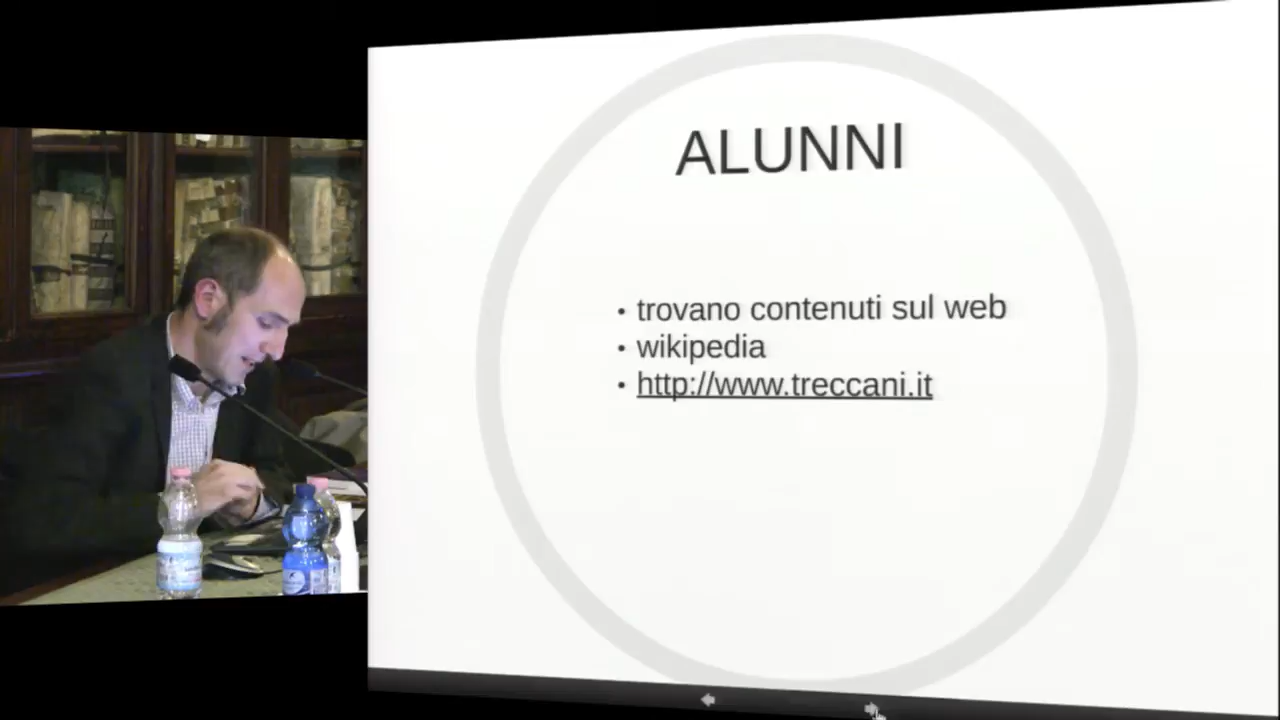 ALUNNI
• trovano contenuti sul web
• wikipedia
• http://www.treccani.it